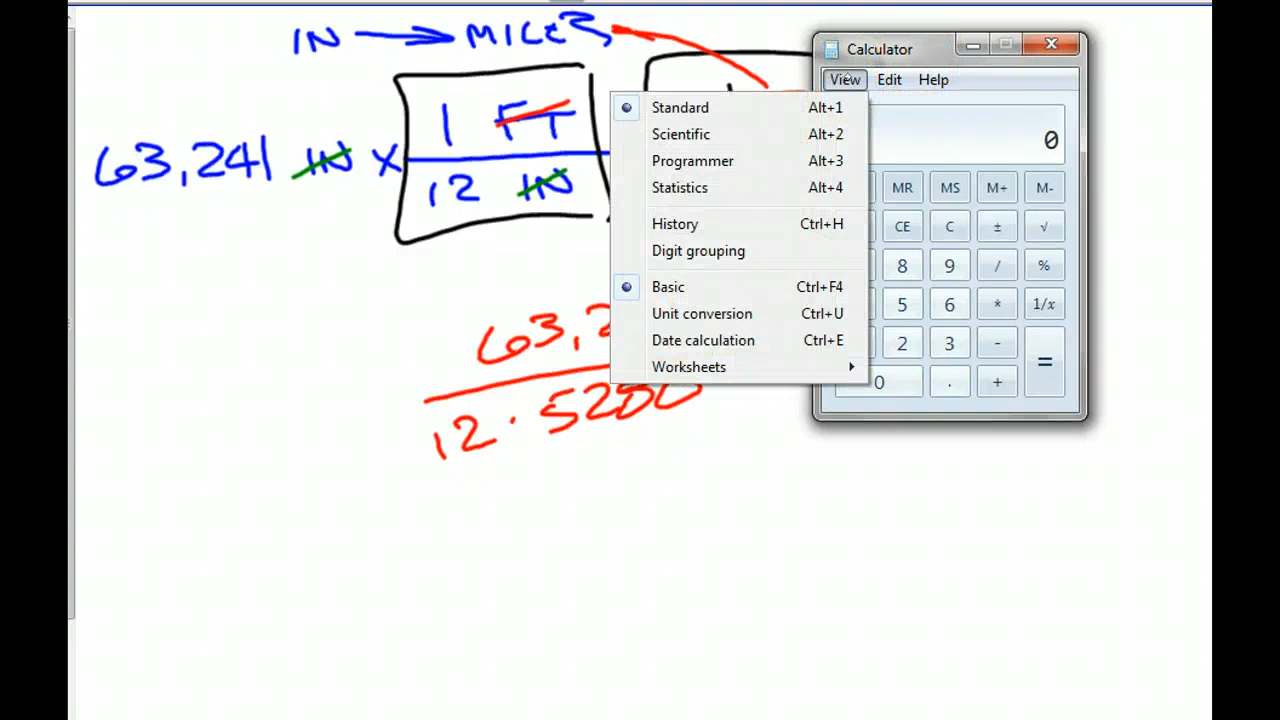 IN → MILE?
Calculator
View Edit Help
1 FT
63,241 IN X
12 IN
Standard Alt+1
Scientific Alt+2
Programmer Alt+3
Statistics Alt+4
History Ctrl+H
Digit grouping
Basic Ctrl+F4
Unit conversion Ctrl+U
Date calculation Ctrl+E
Worksheets
0
MR MS M+ M-
CE C ± √
8 9 / %
5 6 * 1/x
2 3 - =
0 . +
63,2
12 · 5280